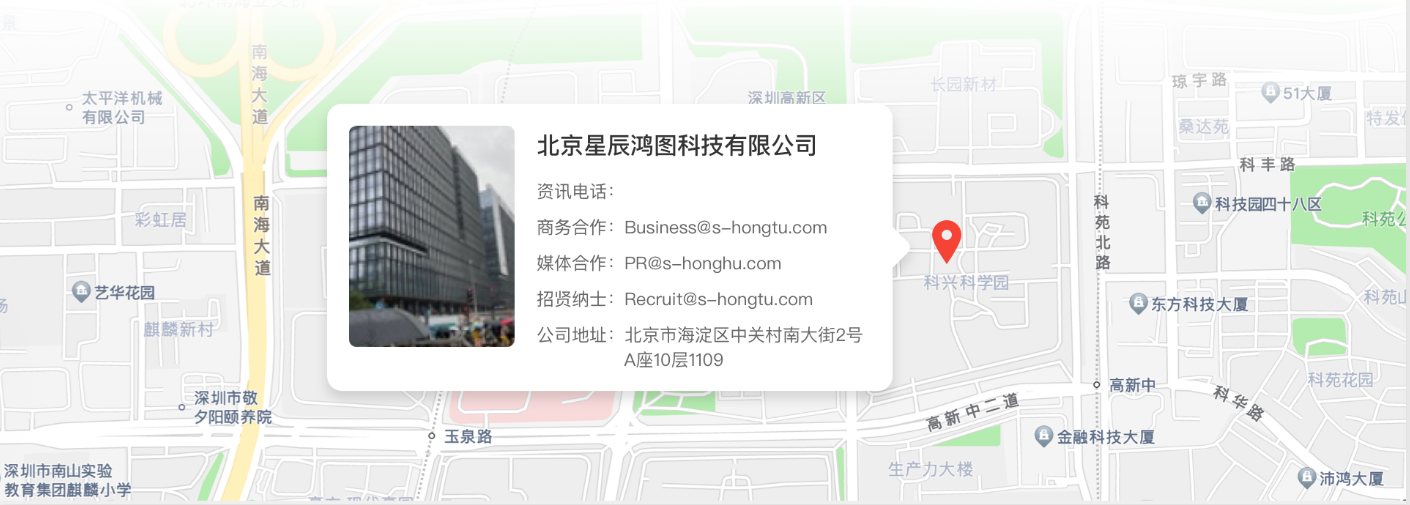 南海大道
太平洋机械
有限公司
深圳高新区
长园新材
琼宇路
51大厦
桑达苑
特发
科丰路
北京星辰鸿图科技有限公司
资讯电话：
商务合作：Business@s-hongtu.com
媒体合作：PR@s-honghu.com
招贤纳士：Recruit@s-hongtu.com
公司地址：北京市海淀区中关村南大街2号
A座10层1109
彩虹居
南海大道
科苑北路
科技园四十八区
科苑
科兴科学园
艺华花园
麒麟新村
东方科技大厦
科苑
科苑花园
高新中
深圳市敬
夕阳颐养院
高新中二道
科华路
玉泉路
金融科技大厦
生产力大楼
深圳市南山实验
教育集团麒麟小学
沛鸿大厦